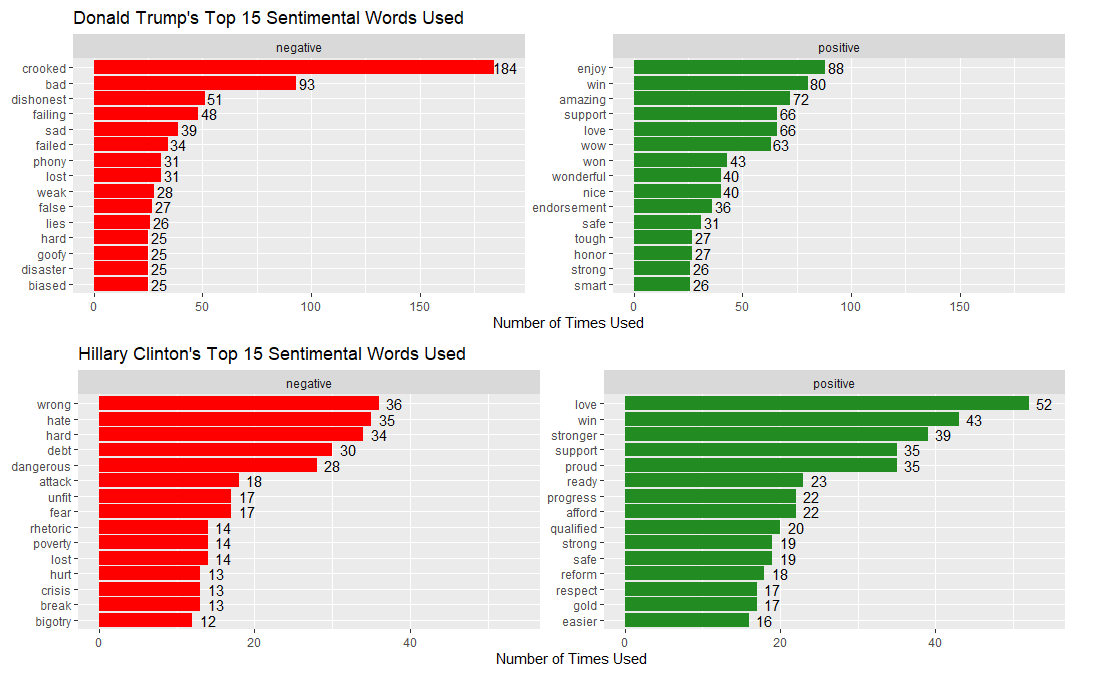 Donald Trump's Top 15 Sentimental Words Used
negative
crooked 184
bad 93
dishonest 51
failing 48
sad 39
failed 34
phony 31
lost 31
weak 28
false 27
lies 26
hard 25
goofy 25
disaster 25
biased 25
0 50 100 150
positive
enjoy 88
win 80
amazing 72
support 66
love 66
wow 63
won 43
wonderful 40
nice 40
endorsement 36
safe 31
tough 27
honor 27
strong 26
smart 26
0 50 100 150
Number of Times Used
Hillary Clinton's Top 15 Sentimental Words Used
negative
wrong 36
hate 35
hard 34
debt 30
dangerous 28
attack 18
unfit 17
fear 17
rhetoric 14
poverty 14
lost 14
hurt 13
crisis 13
break 13
bigotry 12
0 20 40
positive
love 52
win 43
stronger 39
support 35
proud 35
ready 23
progress 22
afford 22
qualified 20
strong 19
safe 19
reform 18
respect 17
gold 17
easier 16
0 20 40
Number of Times Used